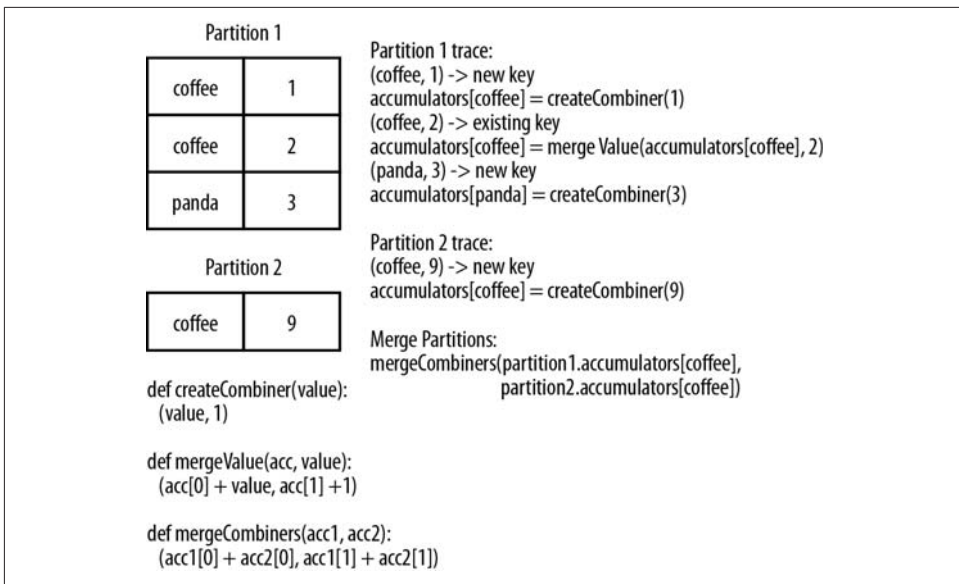 Partition 1
coffee 1
coffee 2
panda 3
Partition 2
coffee 9
def createCombiner(value):
(value, 1)
def mergeValue(acc, value):
(acc[0] + value, acc[1] +1)
def mergeCombiners(acc1, acc2):
(acc1[0] + acc2[0], acc1[1] + acc2[1])
Partition 1 trace:
(coffee, 1) -> new key
accumulators[coffee] = createCombiner(1)
(coffee, 2) -> existing key
accumulators[coffee] = merge Value(accumulators[coffee], 2)
(panda, 3) -> new key
accumulators[panda] = createCombiner(3)
Partition 2 trace:
(coffee, 9) -> new key
accumulators[coffee] = createCombiner(9)
Merge Partitions:
mergeCombiners(partition1.accumulators[coffee],
partition2.accumulators[coffee])